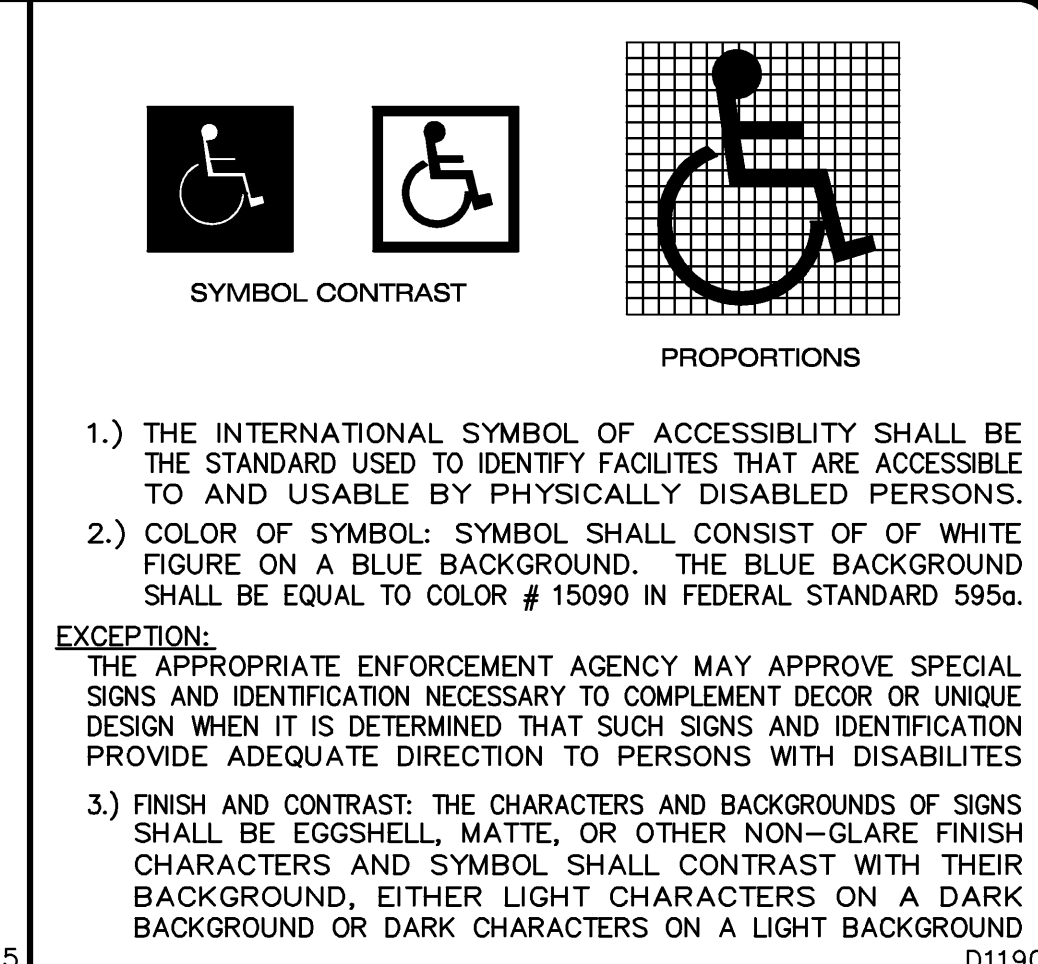 SYMBOL CONTRAST
PROPORTIONS
1.) THE INTERNATIONAL SYMBOL OF ACCESSIBLITY SHALL BE
THE STANDARD USED TO IDENTIFY FACILITES THAT ARE ACCESSIBLE
TO AND USABLE BY PHYSICALLY DISABLED PERSONS.
2.) COLOR OF SYMBOL: SYMBOL SHALL CONSIST OF OF WHITE
FIGURE ON A BLUE BACKGROUND. THE BLUE BACKGROUND
SHALL BE EQUAL TO COLOR # 15090 IN FEDERAL STANDARD 595a.
EXCEPTION:
THE APPROPRIATE ENFORCEMENT AGENCY MAY APPROVE SPECIAL
SIGNS AND IDENTIFICATION NECESSARY TO COMPLEMENT DECOR OR UNIQUE
DESIGN WHEN IT IS DETERMINED THAT SUCH SIGNS AND IDENTIFICATION
PROVIDE ADEQUATE DIRECTION TO PERSONS WITH DISABILITES
3.) FINISH AND CONTRAST: THE CHARACTERS AND BACKGROUNDS OF SIGNS
SHALL BE EGGSHELL, MATTE, OR OTHER NON-GLARE FINISH
CHARACTERS AND SYMBOL SHALL CONTRAST WITH THEIR
BACKGROUND, EITHER LIGHT CHARACTERS ON A DARK
BACKGROUND OR DARK CHARACTERS ON A LIGHT BACKGROUND
5
D1190